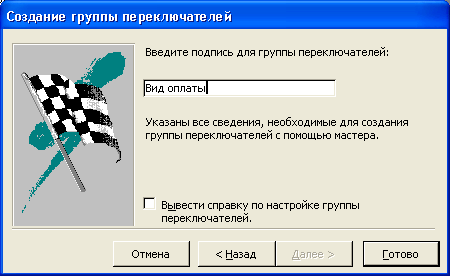 Создание группы переключателей
Введите подпись для группы переключателей:
Вид оплаты
Указаны все сведения, необходимые для создания
группы переключателей с помощью мастера.
Вывести справку по настройке группы
переключателей.
Отмена
< Назад
Далее >
Готово